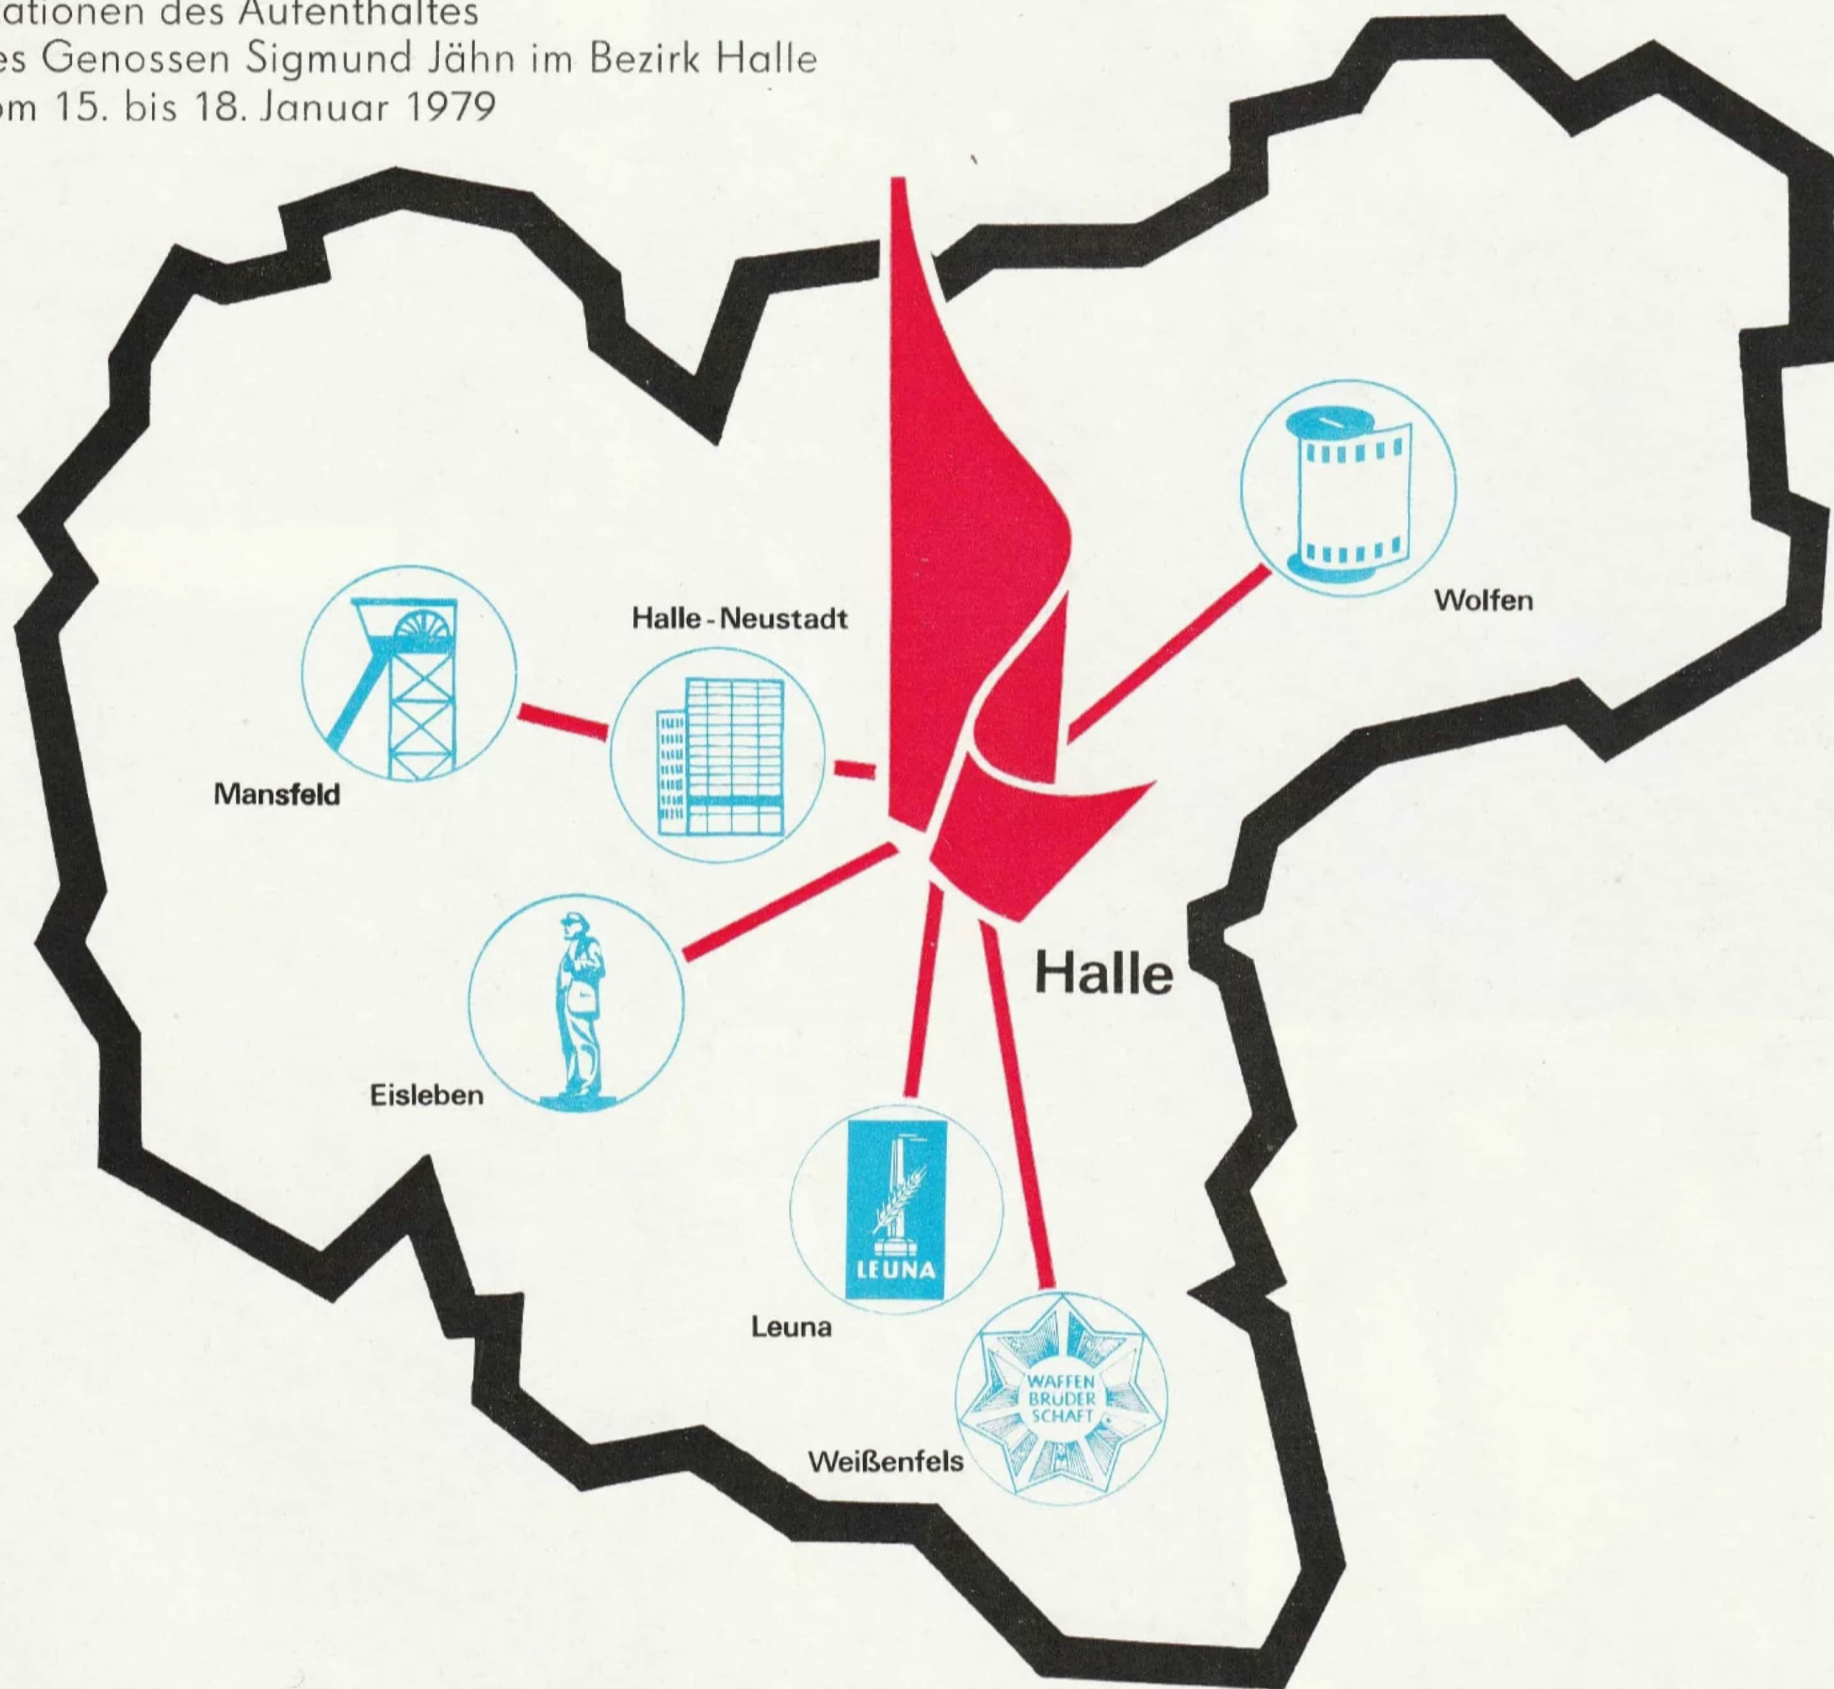 ationen des Aufenthaltes
es Genossen Sigmund Jähn im Bezirk Halle
om 15. bis 18. Januar 1979
Wolfen
Halle - Neustadt
Mansfeld
Halle
Eisleben
LEUNA
Leuna
WAFFEN
BRÜDER
SCHAFT
Weißenfels